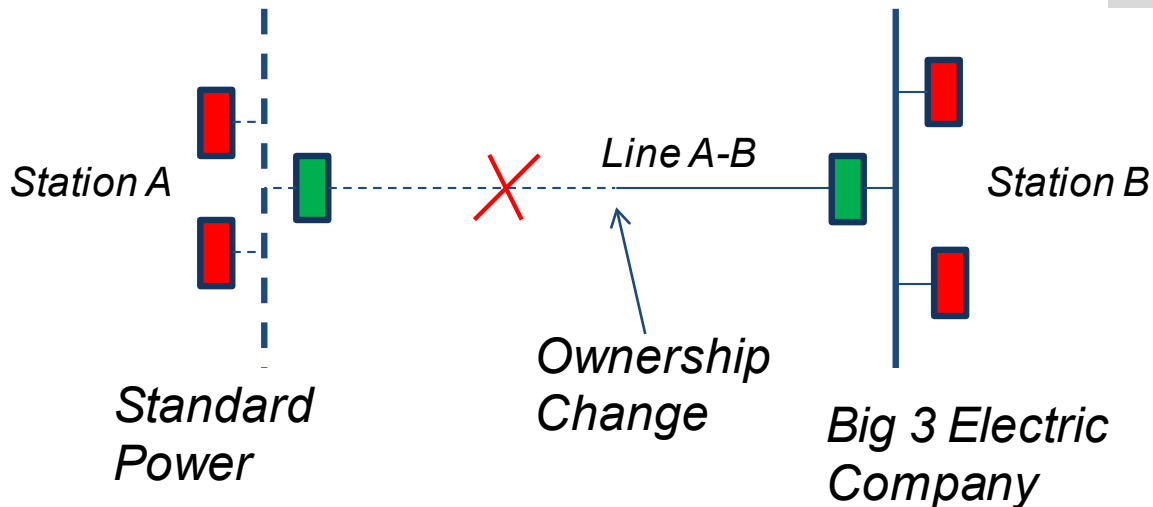 Line A-B
Station A
Station B
Ownership
Change
Standard
Power
Big 3 Electric
Company